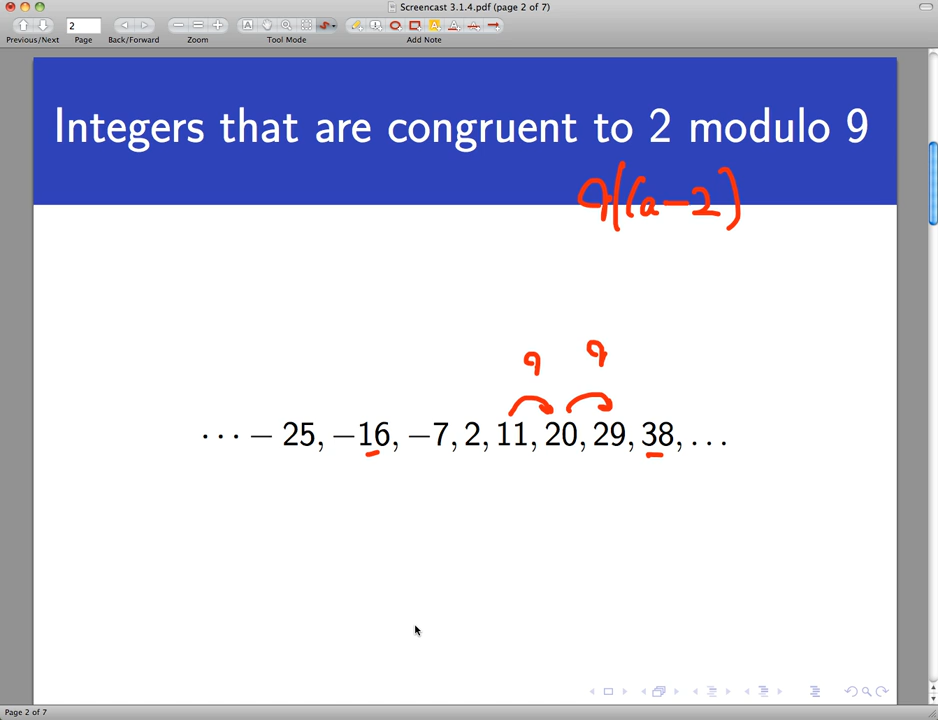 Screencast 3.1.4.pdf (page 2 of 7)
2
Previous/Next Page Back/Forward Zoom Tool Mode Add Note
Integers that are congruent to 2 modulo 9
9|(a-2)
9 9
··· − 25, −16, −7, 2, 11, 20, 29, 38, ...
Page 2 of 7